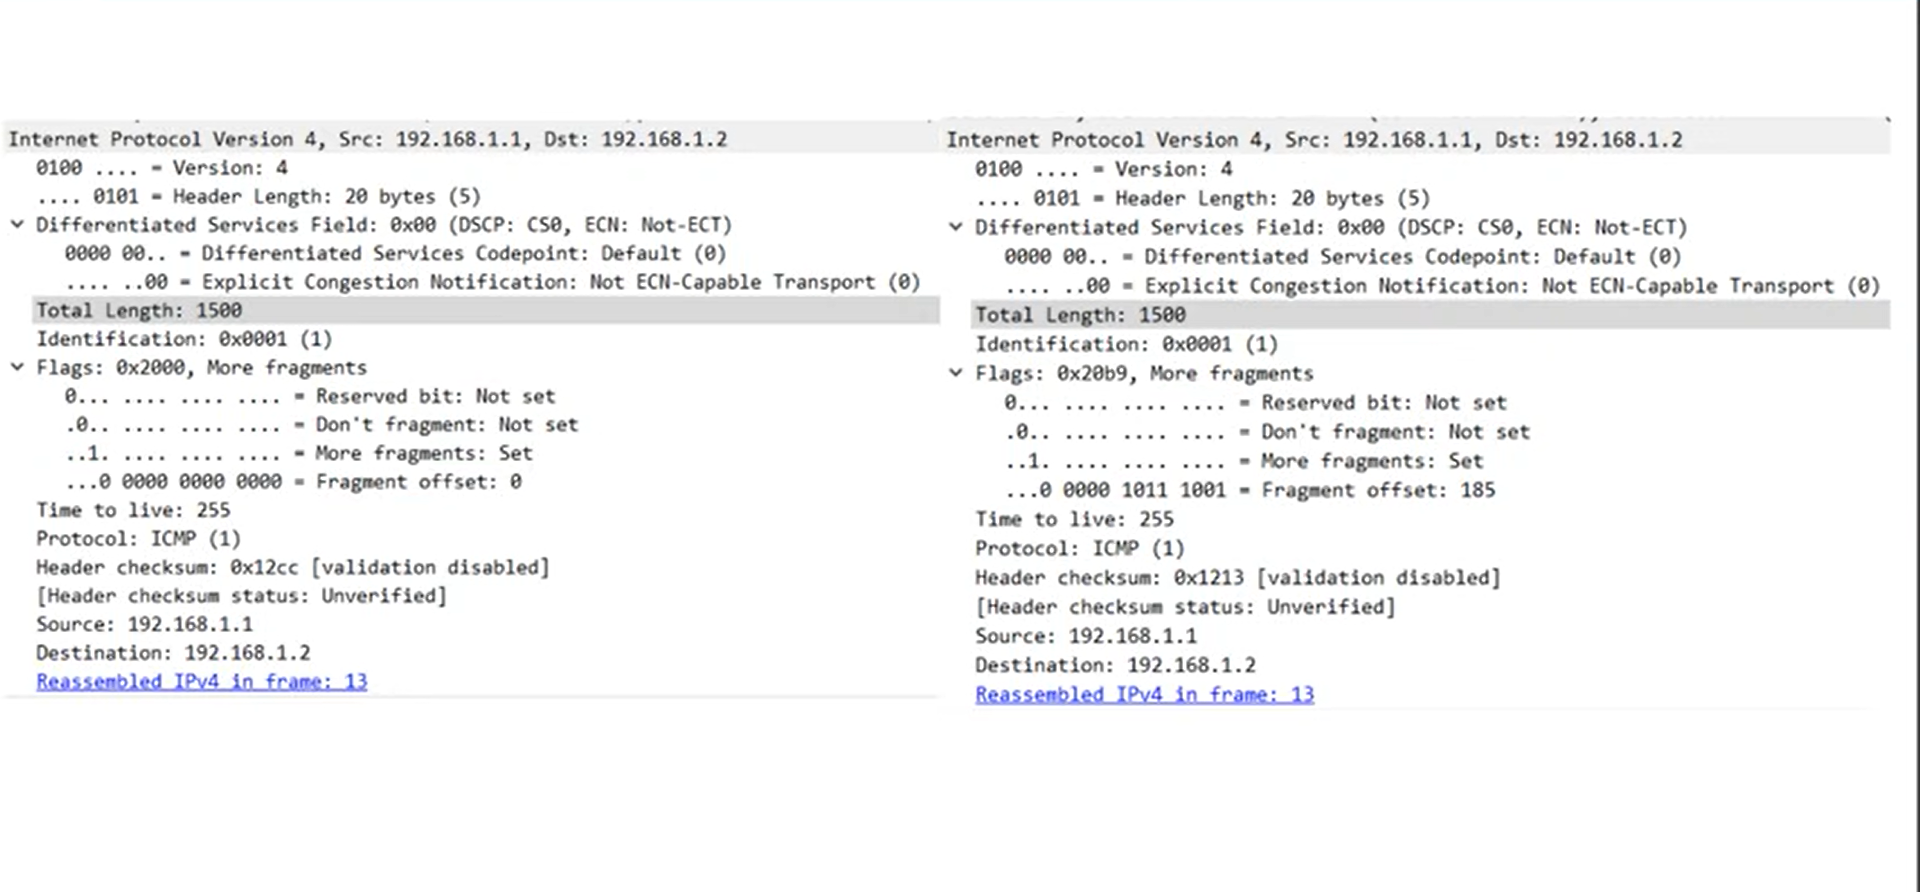 Internet Protocol Version 4, Src: 192.168.1.1, Dst: 192.168.1.2
0100 .... = Version: 4
.... 0101 = Header Length: 20 bytes (5)
Differentiated Services Field: 0x00 (DSCP: CS0, ECN: Not-ECT)
0000 00.. = Differentiated Services Codepoint: Default (0)
.... ..00 = Explicit Congestion Notification: Not ECN-Capable Transport (0)
Total Length: 1500
Identification: 0x0001 (1)
Flags: 0x2000, More fragments
0... .... .... .... = Reserved bit: Not set
.0.. .... .... .... = Don't fragment: Not set
..1. .... .... .... = More fragments: Set
...0 0000 0000 0000 = Fragment offset: 0
Time to live: 255
Protocol: ICMP (1)
Header checksum: 0x12cc [validation disabled]
[Header checksum status: Unverified]
Source: 192.168.1.1
Destination: 192.168.1.2
Reassembled IPv4 in frame: 13
Internet Protocol Version 4, Src: 192.168.1.1, Dst: 192.168.1.2
0100 .... = Version: 4
.... 0101 = Header Length: 20 bytes (5)
Differentiated Services Field: 0x00 (DSCP: CS0, ECN: Not-ECT)
0000 00.. = Differentiated Services Codepoint: Default (0)
.... ..00 = Explicit Congestion Notification: Not ECN-Capable Transport (0)
Total Length: 1500
Identification: 0x0001 (1)
Flags: 0x20b9, More fragments
0... .... .... .... = Reserved bit: Not set
.0.. .... .... .... = Don't fragment: Not set
..1. .... .... .... = More fragments: Set
...0 0000 1011 1001 = Fragment offset: 185
Time to live: 255
Protocol: ICMP (1)
Header checksum: 0x1213 [validation disabled]
[Header checksum status: Unverified]
Source: 192.168.1.1
Destination: 192.168.1.2
Reassembled IPv4 in frame: 13